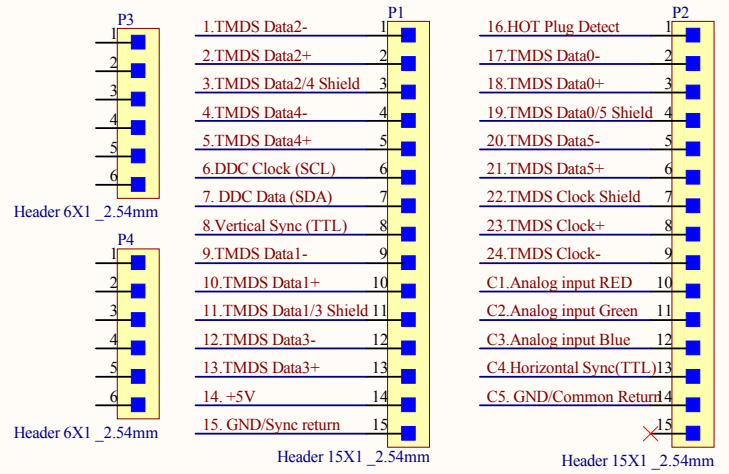 P3
1
2
3
4
5
6
Header 6X1 _2.54mm
P4
1
2
3
4
5
6
Header 6X1 _2.54mm
P1
1.TMDS Data2- 1
2.TMDS Data2+ 2
3.TMDS Data2/4 Shield 3
4.TMDS Data4- 4
5.TMDS Data4+ 5
6.DDC Clock (SCL) 6
7. DDC Data (SDA) 7
8.Vertical Sync (TTL) 8
9.TMDS Data1- 9
10.TMDS Data1+ 10
11.TMDS Data1/3 Shield 11
12.TMDS Data3- 12
13.TMDS Data3+ 13
14. +5V 14
15. GND/Sync return 15
Header 15X1 _2.54mm
P2
16.HOT Plug Detect 1
17.TMDS Data0- 2
18.TMDS Data0+ 3
19.TMDS Data0/5 Shield 4
20.TMDS Data5- 5
21.TMDS Data5+ 6
22.TMDS Clock Shield 7
23.TMDS Clock+ 8
24.TMDS Clock- 9
C1.Analog input RED 10
C2.Analog input Green 11
C3.Analog input Blue 12
C4.Horizontal Sync(TTL) 13
C5. GND/Common Return 14
15
Header 15X1 _2.54mm